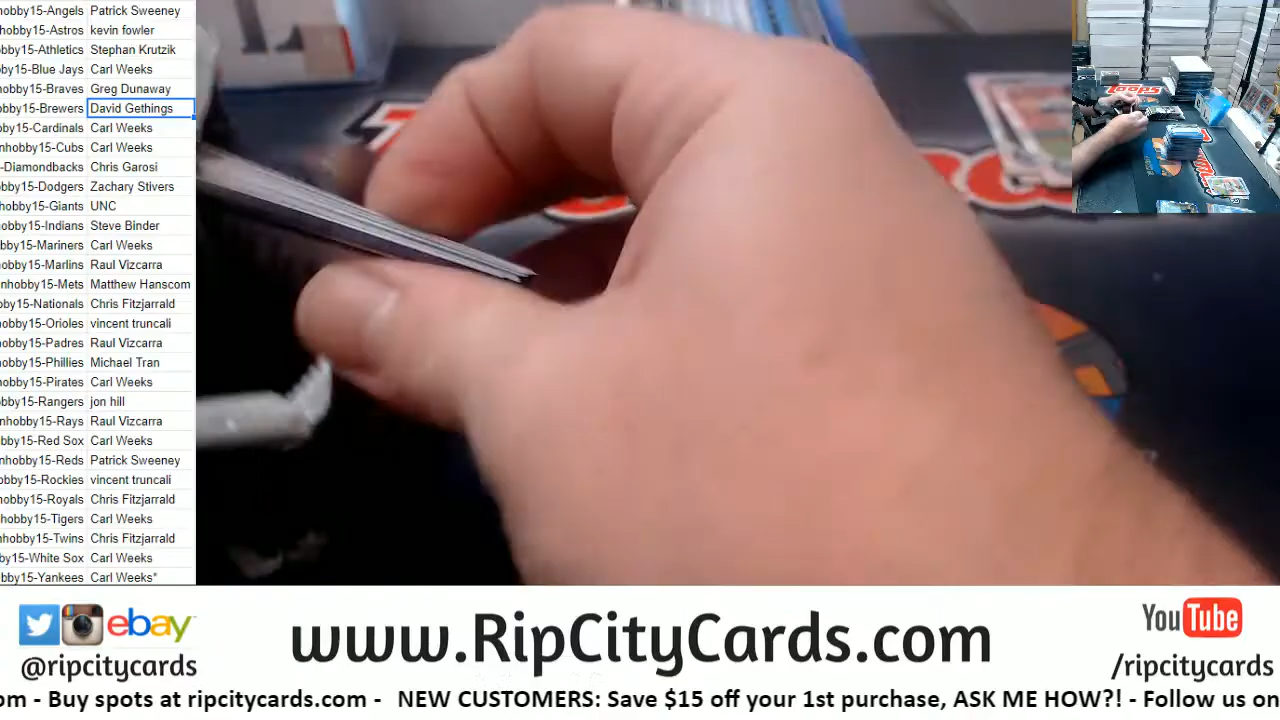 hobby15-Angels Patrick Sweeney
hobby15-Astros kevin fowler
hobby15-Athletics Stephan Krutzik
bby15-Blue Jays Carl Weeks
hobby15-Braves Greg Dunaway
obby15-Brewers David Gethings
bby15-Cardinals Carl Weeks
nhobby15-Cubs Carl Weeks
-Diamondbacks Chris Garosi
obby15-Dodgers Zachary Stivers
hobby15-Giants UNC
obby15-Indians Steve Binder
bby15-Mariners Carl Weeks
obby15-Marlins Raul Vizcarra
nhobby15-Mets Matthew Hanscom
bby15-Nationals Chris Fitzjarrald
hobby15-Orioles vincent truncali
hobby15-Padres Raul Vizcarra
obby15-Phillies Michael Tran
hobby15-Pirates Carl Weeks
obby15-Rangers jon hill
nhobby15-Rays Raul Vizcarra
bby15-Red Sox Carl Weeks
nhobby15-Reds Patrick Sweeney
obby15-Rockies vincent truncali
hobby15-Royals Chris Fitzjarrald
hobby15-Tigers Carl Weeks
nhobby15-Twins Chris Fitzjarrald
by15-White Sox Carl Weeks
bby15-Yankees Carl Weeks*
ebay
@ripcitycards
www.RipCityCards.com
YouTube
/ripcitycards
om - Buy spots at ripcitycards.com - NEW CUSTOMERS: Save $15 off your 1st purchase, ASK ME HOW?! - Follow us on